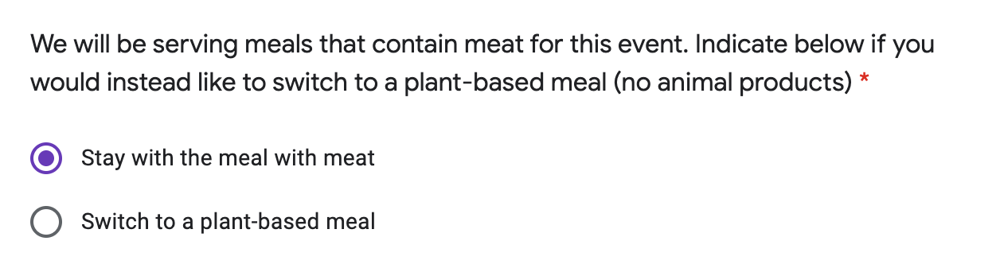 We will be serving meals that contain meat for this event. Indicate below if you
would instead like to switch to a plant-based meal (no animal products) *
Stay with the meal with meat
Switch to a plant-based meal